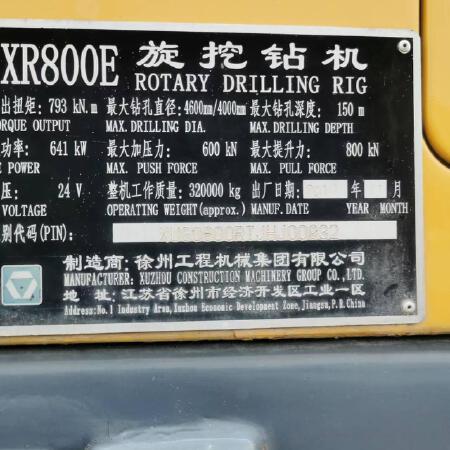 XR800E 旋挖钻机
ROTARY DRILLING RIG
出扭矩: 793 kN.m 最大钻孔直径: 4600mm/4000mm 最大钻孔深度: 150 m
ORQUE OUTPUT MAX. DRILLING DIA. MAX. DRILLING DEPTH
功率: 641 kW 最大加压力: 600 kN 最大提升力: 800 kN
E POWER MAX. PUSH FORCE MAX. PULL FORCE
压: 24 V 整机工作质量: 320000 kg 出厂日期: 年 月
VOLTAGE OPERATING WEIGHT(approx.) MANUF. DATE YEAR MONTH
别代码(PIN):
制造商: 徐州工程机械集团有限公司
MANUFACTURER: XUZHOU CONSTRUCTION MACHINERY GROUP CO., LTD.
地 址: 江苏省徐州市经济开发区工业一区
Address:No.1 Industry Area, Xuzhou Economic Development Zone, Jiangsu, P.R.China